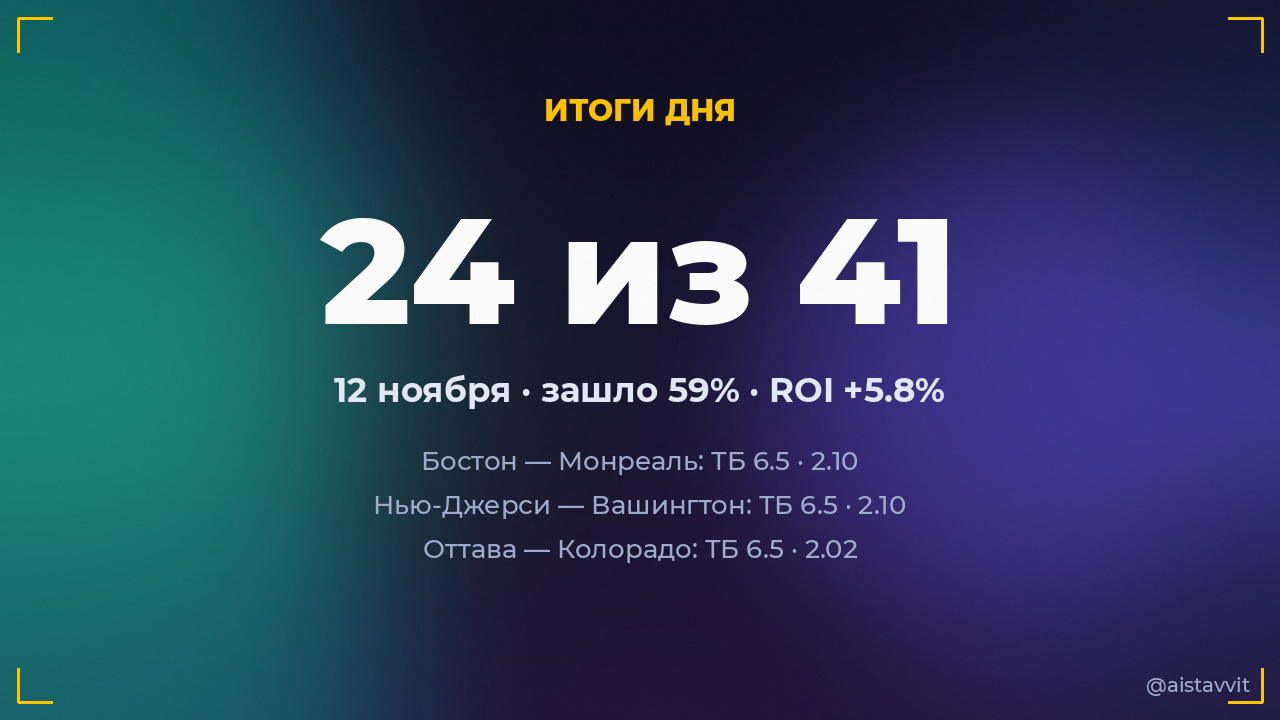 ИТОГИ ДНЯ
24 из 41
12 ноября · зашло 59% · ROI +5.8%
Бостон — Монреаль: ТБ 6.5 · 2.10
Нью-Джерси — Вашингтон: ТБ 6.5 · 2.10
Оттава — Колорадо: ТБ 6.5 · 2.02
@aistavvit